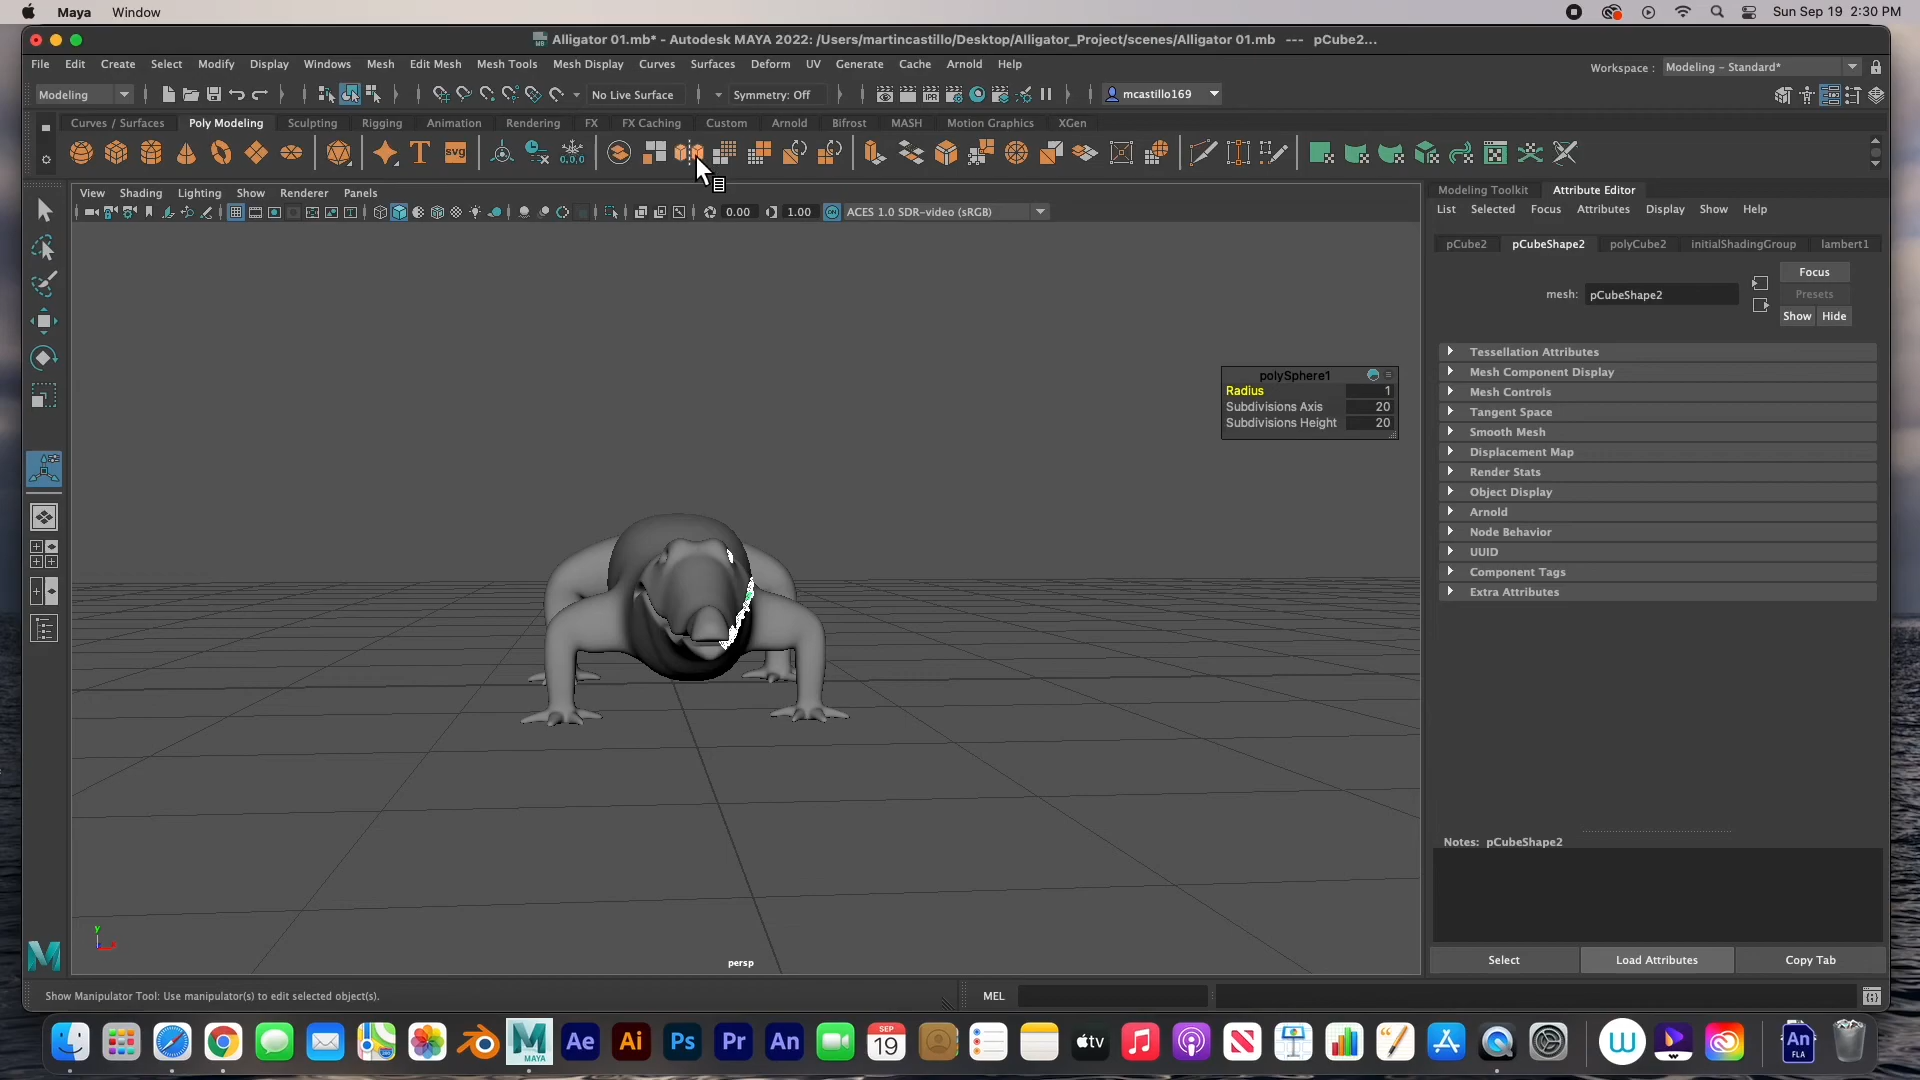 Maya Window Sun Sep 19 2:30 PM
Alligator 01.mb* - Autodesk MAYA 2022: /Users/martincastillo/Desktop/Alligator_Project/scenes/Alligator 01.mb --- pCube2...
File Edit Create Select Modify Display Windows Mesh Edit Mesh Mesh Tools Mesh Display Curves Surfaces Deform UV Generate Cache Arnold Help Workspace : Modeling - Standard*
Modeling No Live Surface Symmetry: Off mcastillo169
Curves / Surfaces Poly Modeling Sculpting Rigging Animation Rendering FX FX Caching Custom Arnold Bifrost MASH Motion Graphics XGen
T svg 0,0,0
View Shading Lighting Show Renderer Panels
0.00 1.00 ON ACES 1.0 SDR-video (sRGB)
Modeling Toolkit Attribute Editor
List Selected Focus Attributes Display Show Help
pCube2 pCubeShape2 polyCube2 initialShadingGroup lambert1
Focus
mesh: pCubeShape2 Presets
Show Hide
polySphere1
Radius 1
Subdivisions Axis 20
Subdivisions Height 20
Tessellation Attributes
Mesh Component Display
Mesh Controls
Tangent Space
Smooth Mesh
Displacement Map
Render Stats
Object Display
Arnold
Node Behavior
UUID
Component Tags
Extra Attributes
Notes: pCubeShape2
Select Load Attributes Copy Tab
y
persp
M
Show Manipulator Tool: Use manipulator(s) to edit selected object(s). MEL
MAYA Ae Ai Ps Pr An SEP 19 tv N W An FLA